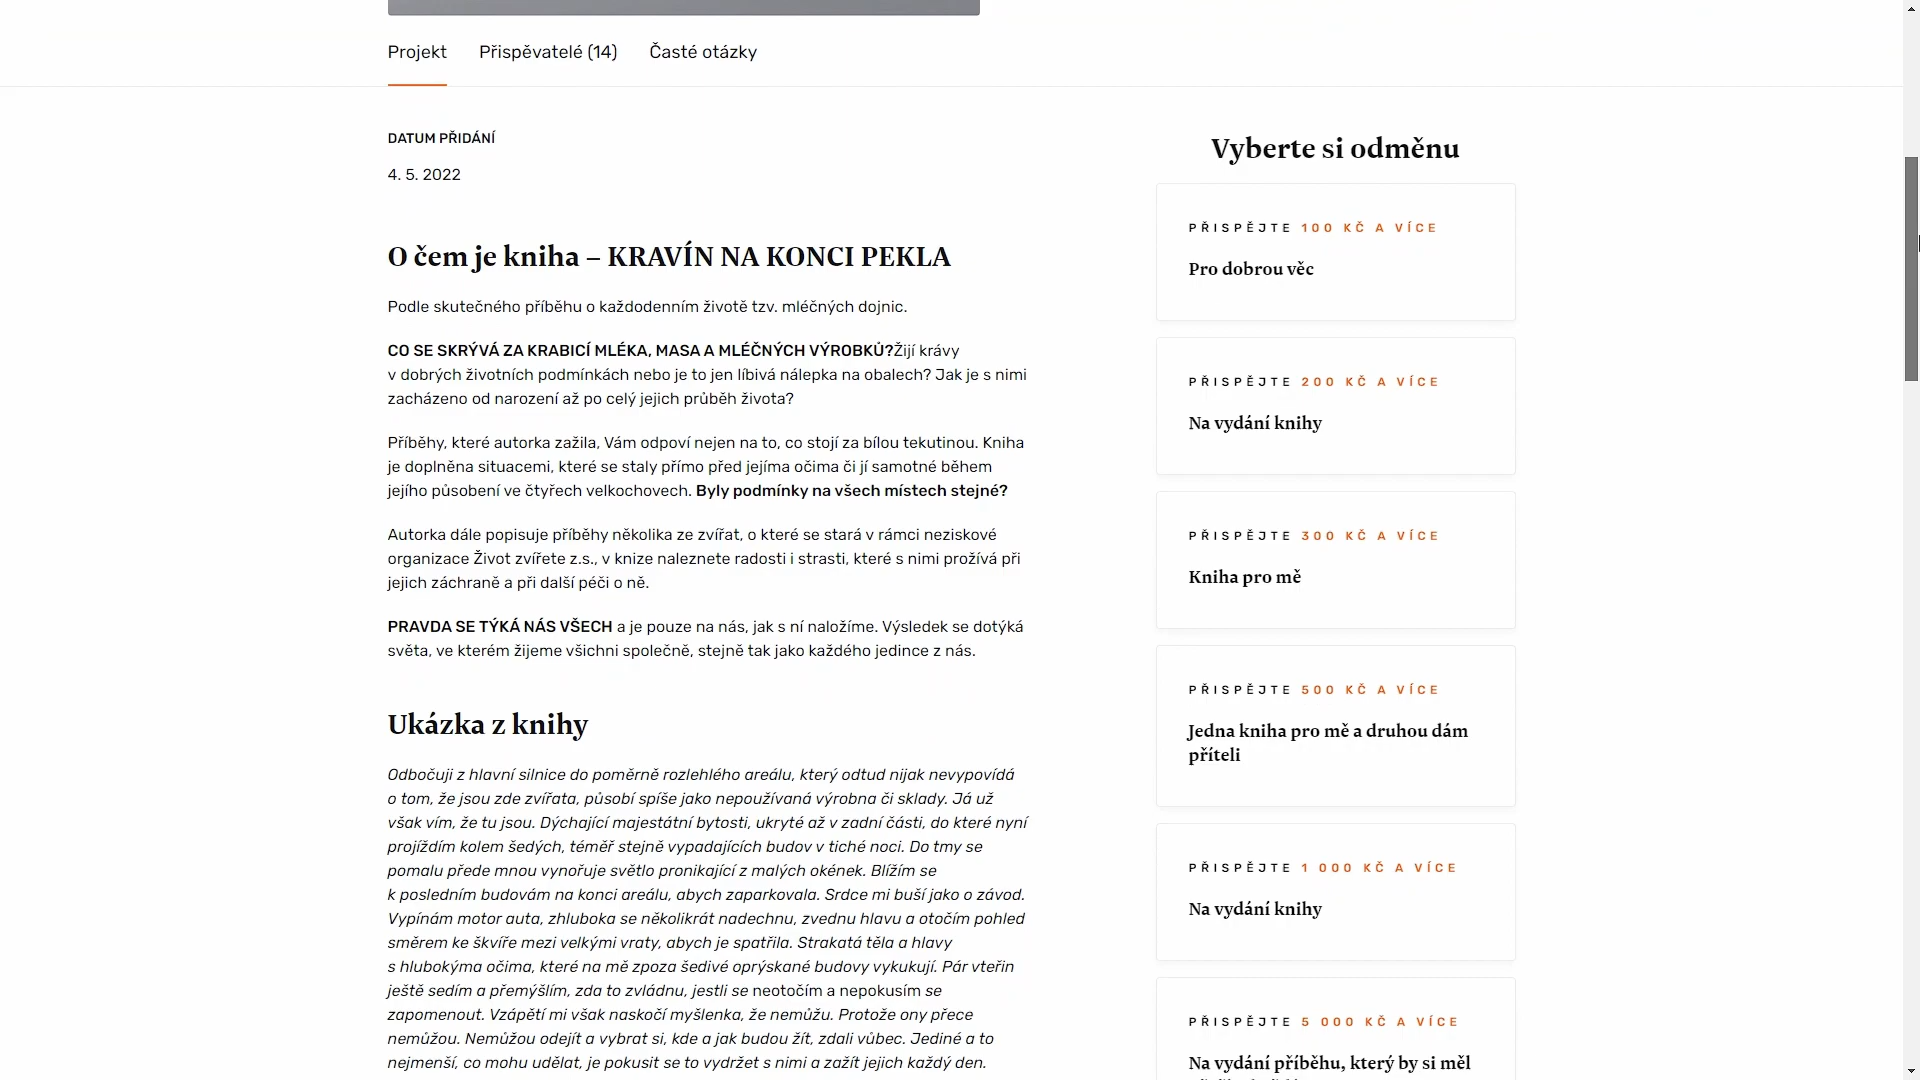 Projekt
Přispěvatelé (14)
Časté otázky
DATUM PŘIDÁNÍ
4. 5. 2022
O čem je kniha – KRAVÍN NA KONCI PEKLA
Podle skutečného příběhu o každodenním životě tzv. mléčných dojnic.
CO SE SKRÝVÁ ZA KRABICÍ MLÉKA, MASA A MLÉČNÝCH VÝROBKŮ?Žijí krávy
v dobrých životních podmínkách nebo je to jen líbivá nálepka na obalech? Jak je s nimi
zacházeno od narození až po celý jejich průběh života?
Příběhy, které autorka zažila, Vám odpoví nejen na to, co stojí za bílou tekutinou. Kniha
je doplněna situacemi, které se staly přímo před jejíma očima či jí samotné během
jejího působení ve čtyřech velkochovech. Byly podmínky na všech místech stejné?
Autorka dále popisuje příběhy několika ze zvířat, o které se stará v rámci neziskové
organizace Život zvířete z.s., v knize naleznete radosti i strasti, které s nimi prožívá při
jejich záchraně a při další péči o ně.
PRAVDA SE TÝKÁ NÁS VŠECH a je pouze na nás, jak s ní naložíme. Výsledek se dotýká
světa, ve kterém žijeme všichni společně, stejně tak jako každého jedince z nás.
Ukázka z knihy
Odbočuji z hlavní silnice do poměrně rozlehlého areálu, který odtud nijak nevypovídá
o tom, že jsou zde zvířata, působí spíše jako nepoužívaná výrobna či sklady. Já už
však vím, že tu jsou. Dýchající majestátní bytosti, ukryté až v zadní části, do které nyní
projíždím kolem šedých, téměř stejně vypadajících budov v tiché noci. Do tmy se
pomalu přede mnou vynořuje světlo pronikající z malých okének. Blížím se
k posledním budovám na konci areálu, abych zaparkovala. Srdce mi buší jako o závod.
Vypínám motor auta, zhluboka se několikrát nadechnu, zvednu hlavu a otočím pohled
směrem ke škvíře mezi velkými vraty, abych je spatřila. Strakatá těla a hlavy
s hlubokýma očima, které na mě zpoza šedivé oprýskané budovy vykukují. Pár vteřin
ještě sedím a přemýšlím, zda to zvládnu, jestli se neotočím a nepokusím se
zapomenout. Vzápětí mi však naskočí myšlenka, že nemůžu. Protože ony přece
nemůžou. Nemůžou odejít a vybrat si, kde a jak budou žít, zdali vůbec. Jediné a to
nejmenší, co mohu udělat, je pokusit se to vydržet s nimi a zažít jejich každý den.
Vyberte si odměnu
PŘISPĚJTE 100 KČ A VÍCE
Pro dobrou věc
PŘISPĚJTE 200 KČ A VÍCE
Na vydání knihy
PŘISPĚJTE 300 KČ A VÍCE
Kniha pro mě
PŘISPĚJTE 500 KČ A VÍCE
Jedna kniha pro mě a druhou dám
příteli
PŘISPĚJTE 1 000 KČ A VÍCE
Na vydání knihy
PŘISPĚJTE 5 000 KČ A VÍCE
Na vydání příběhu, který by si měl